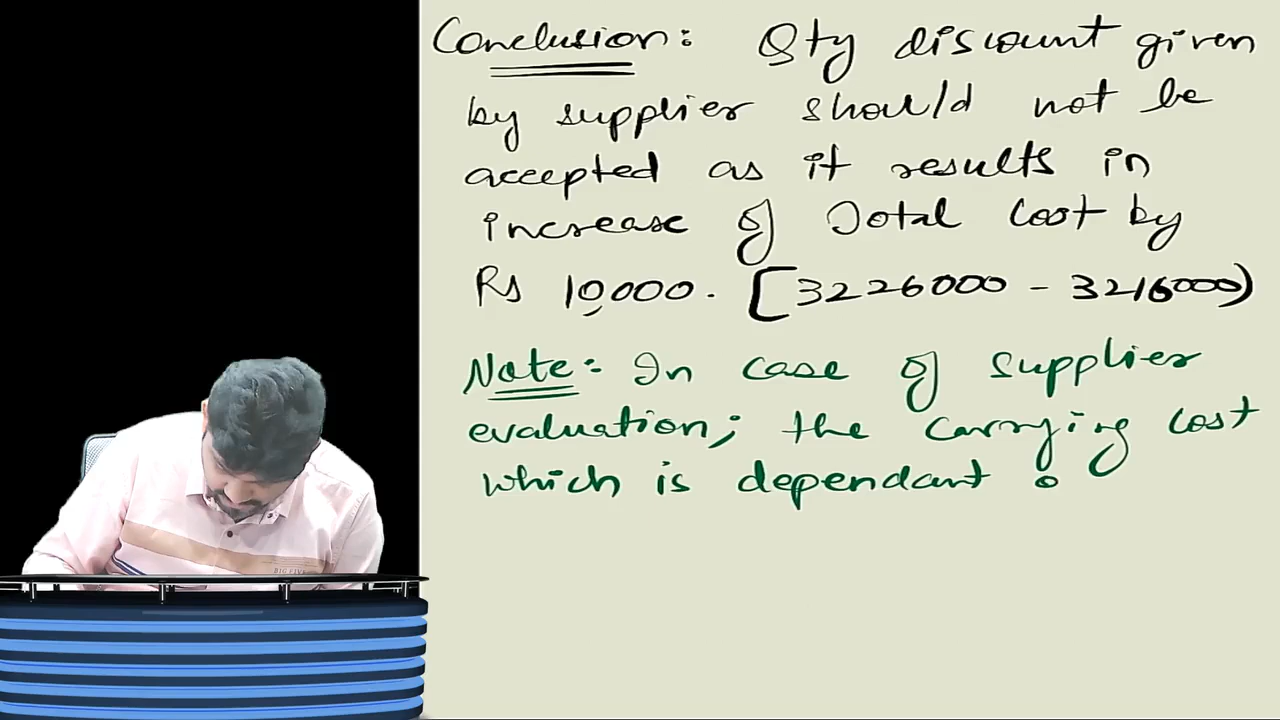 Conclusion: Qty discount given
by supplier should not be
accepted as it results in
increase of Total Cost by
Rs 10,000. [3226000 - 3216000)
Note: In case of supplier
evaluation; the carrying cost
which is dependant o